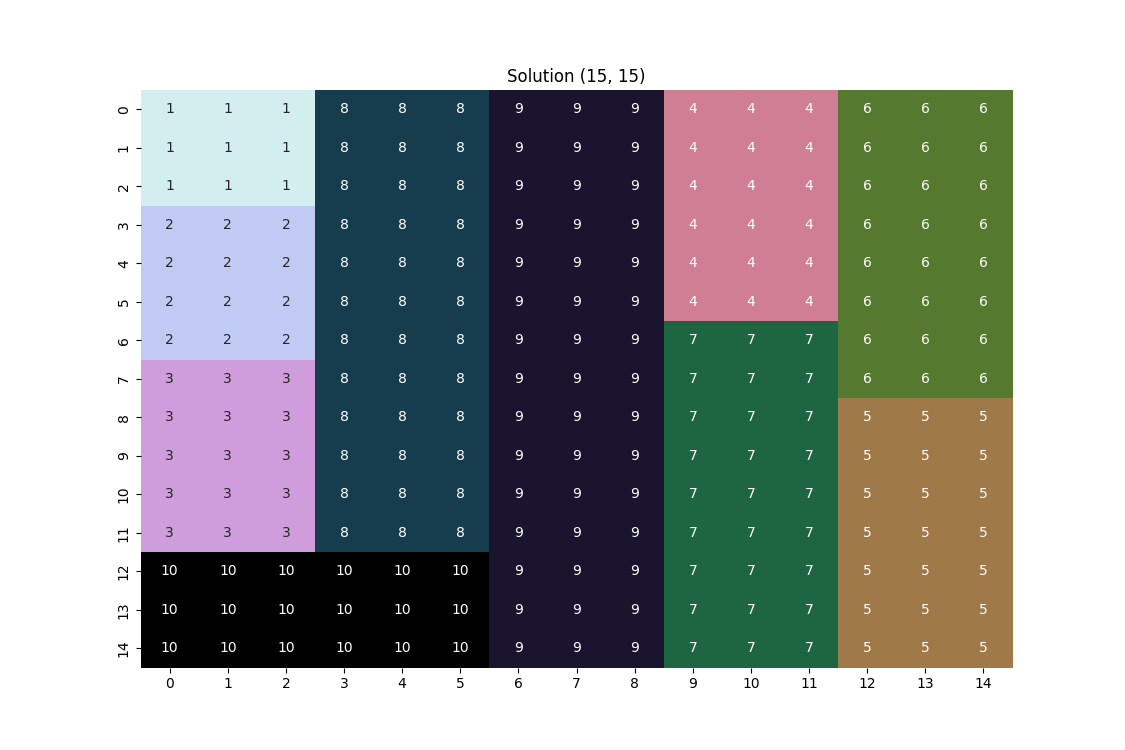 Solution (15, 15)
0 1 1 1 8 8 8 9 9 9 4 4 4 6 6 6
1 1 1 1 8 8 8 9 9 9 4 4 4 6 6 6
2 1 1 1 8 8 8 9 9 9 4 4 4 6 6 6
3 2 2 2 8 8 8 9 9 9 4 4 4 6 6 6
4 2 2 2 8 8 8 9 9 9 4 4 4 6 6 6
5 2 2 2 8 8 8 9 9 9 4 4 4 6 6 6
6 2 2 2 8 8 8 9 9 9 7 7 7 6 6 6
7 3 3 3 8 8 8 9 9 9 7 7 7 6 6 6
8 3 3 3 8 8 8 9 9 9 7 7 7 5 5 5
9 3 3 3 8 8 8 9 9 9 7 7 7 5 5 5
10 3 3 3 8 8 8 9 9 9 7 7 7 5 5 5
11 3 3 3 8 8 8 9 9 9 7 7 7 5 5 5
12 10 10 10 10 10 10 9 9 9 7 7 7 5 5 5
13 10 10 10 10 10 10 9 9 9 7 7 7 5 5 5
14 10 10 10 10 10 10 9 9 9 7 7 7 5 5 5
0 1 2 3 4 5 6 7 8 9 10 11 12 13 14